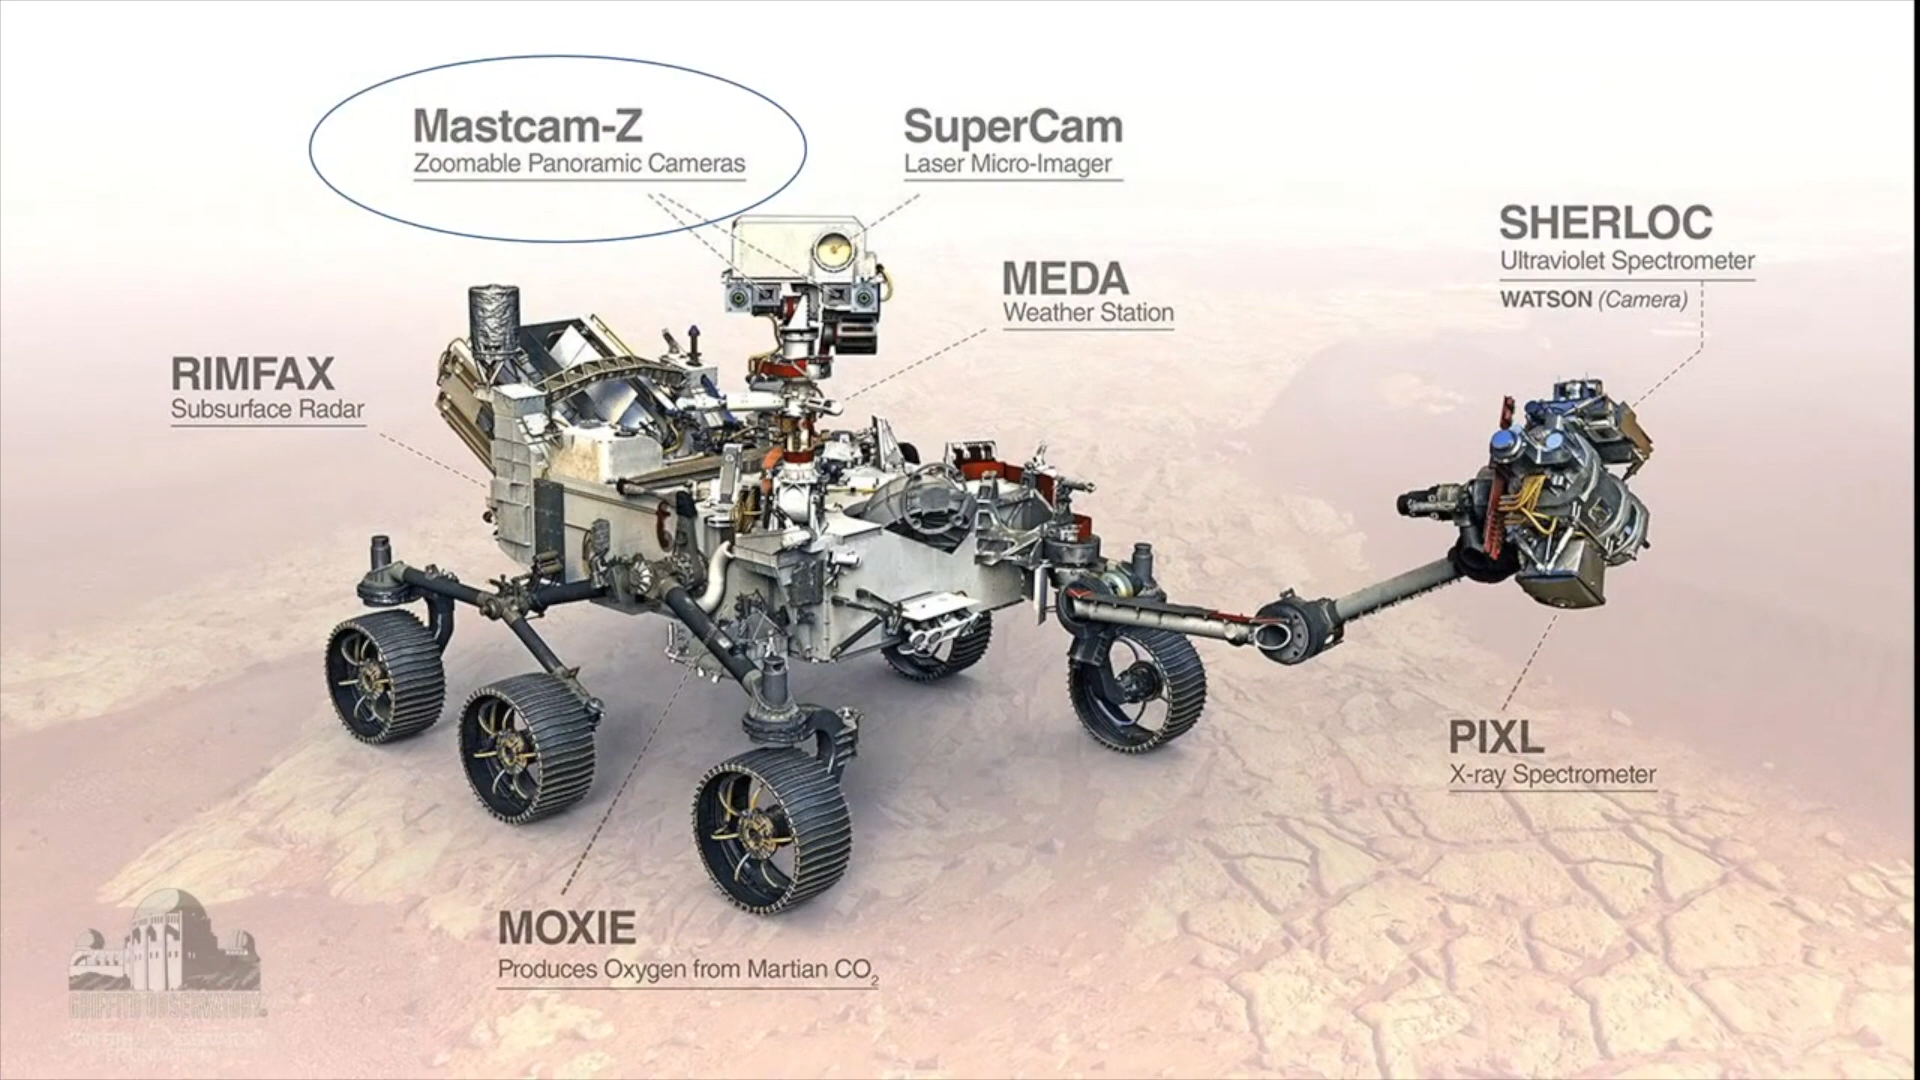 Mastcam-Z
Zoomable Panoramic Cameras
SuperCam
Laser Micro-Imager
SHERLOC
Ultraviolet Spectrometer
WATSON (Camera)
MEDA
Weather Station
RIMFAX
Subsurface Radar
PIXL
X-ray Spectrometer
MOXIE
Produces Oxygen from Martian CO₂
GRIFFITH OBSERVATORY